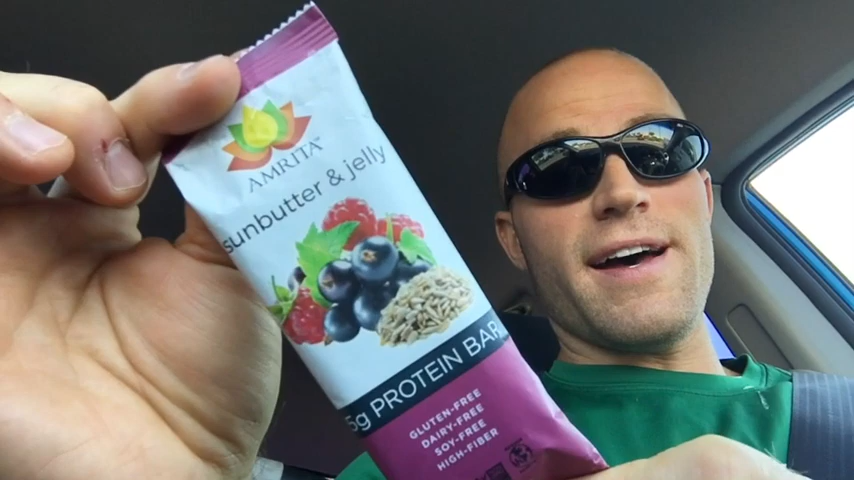 AMRITA™
sunbutter & jelly
5g PROTEIN BAR
GLUTEN-FREE
DAIRY-FREE
SOY-FREE
HIGH-FIBER